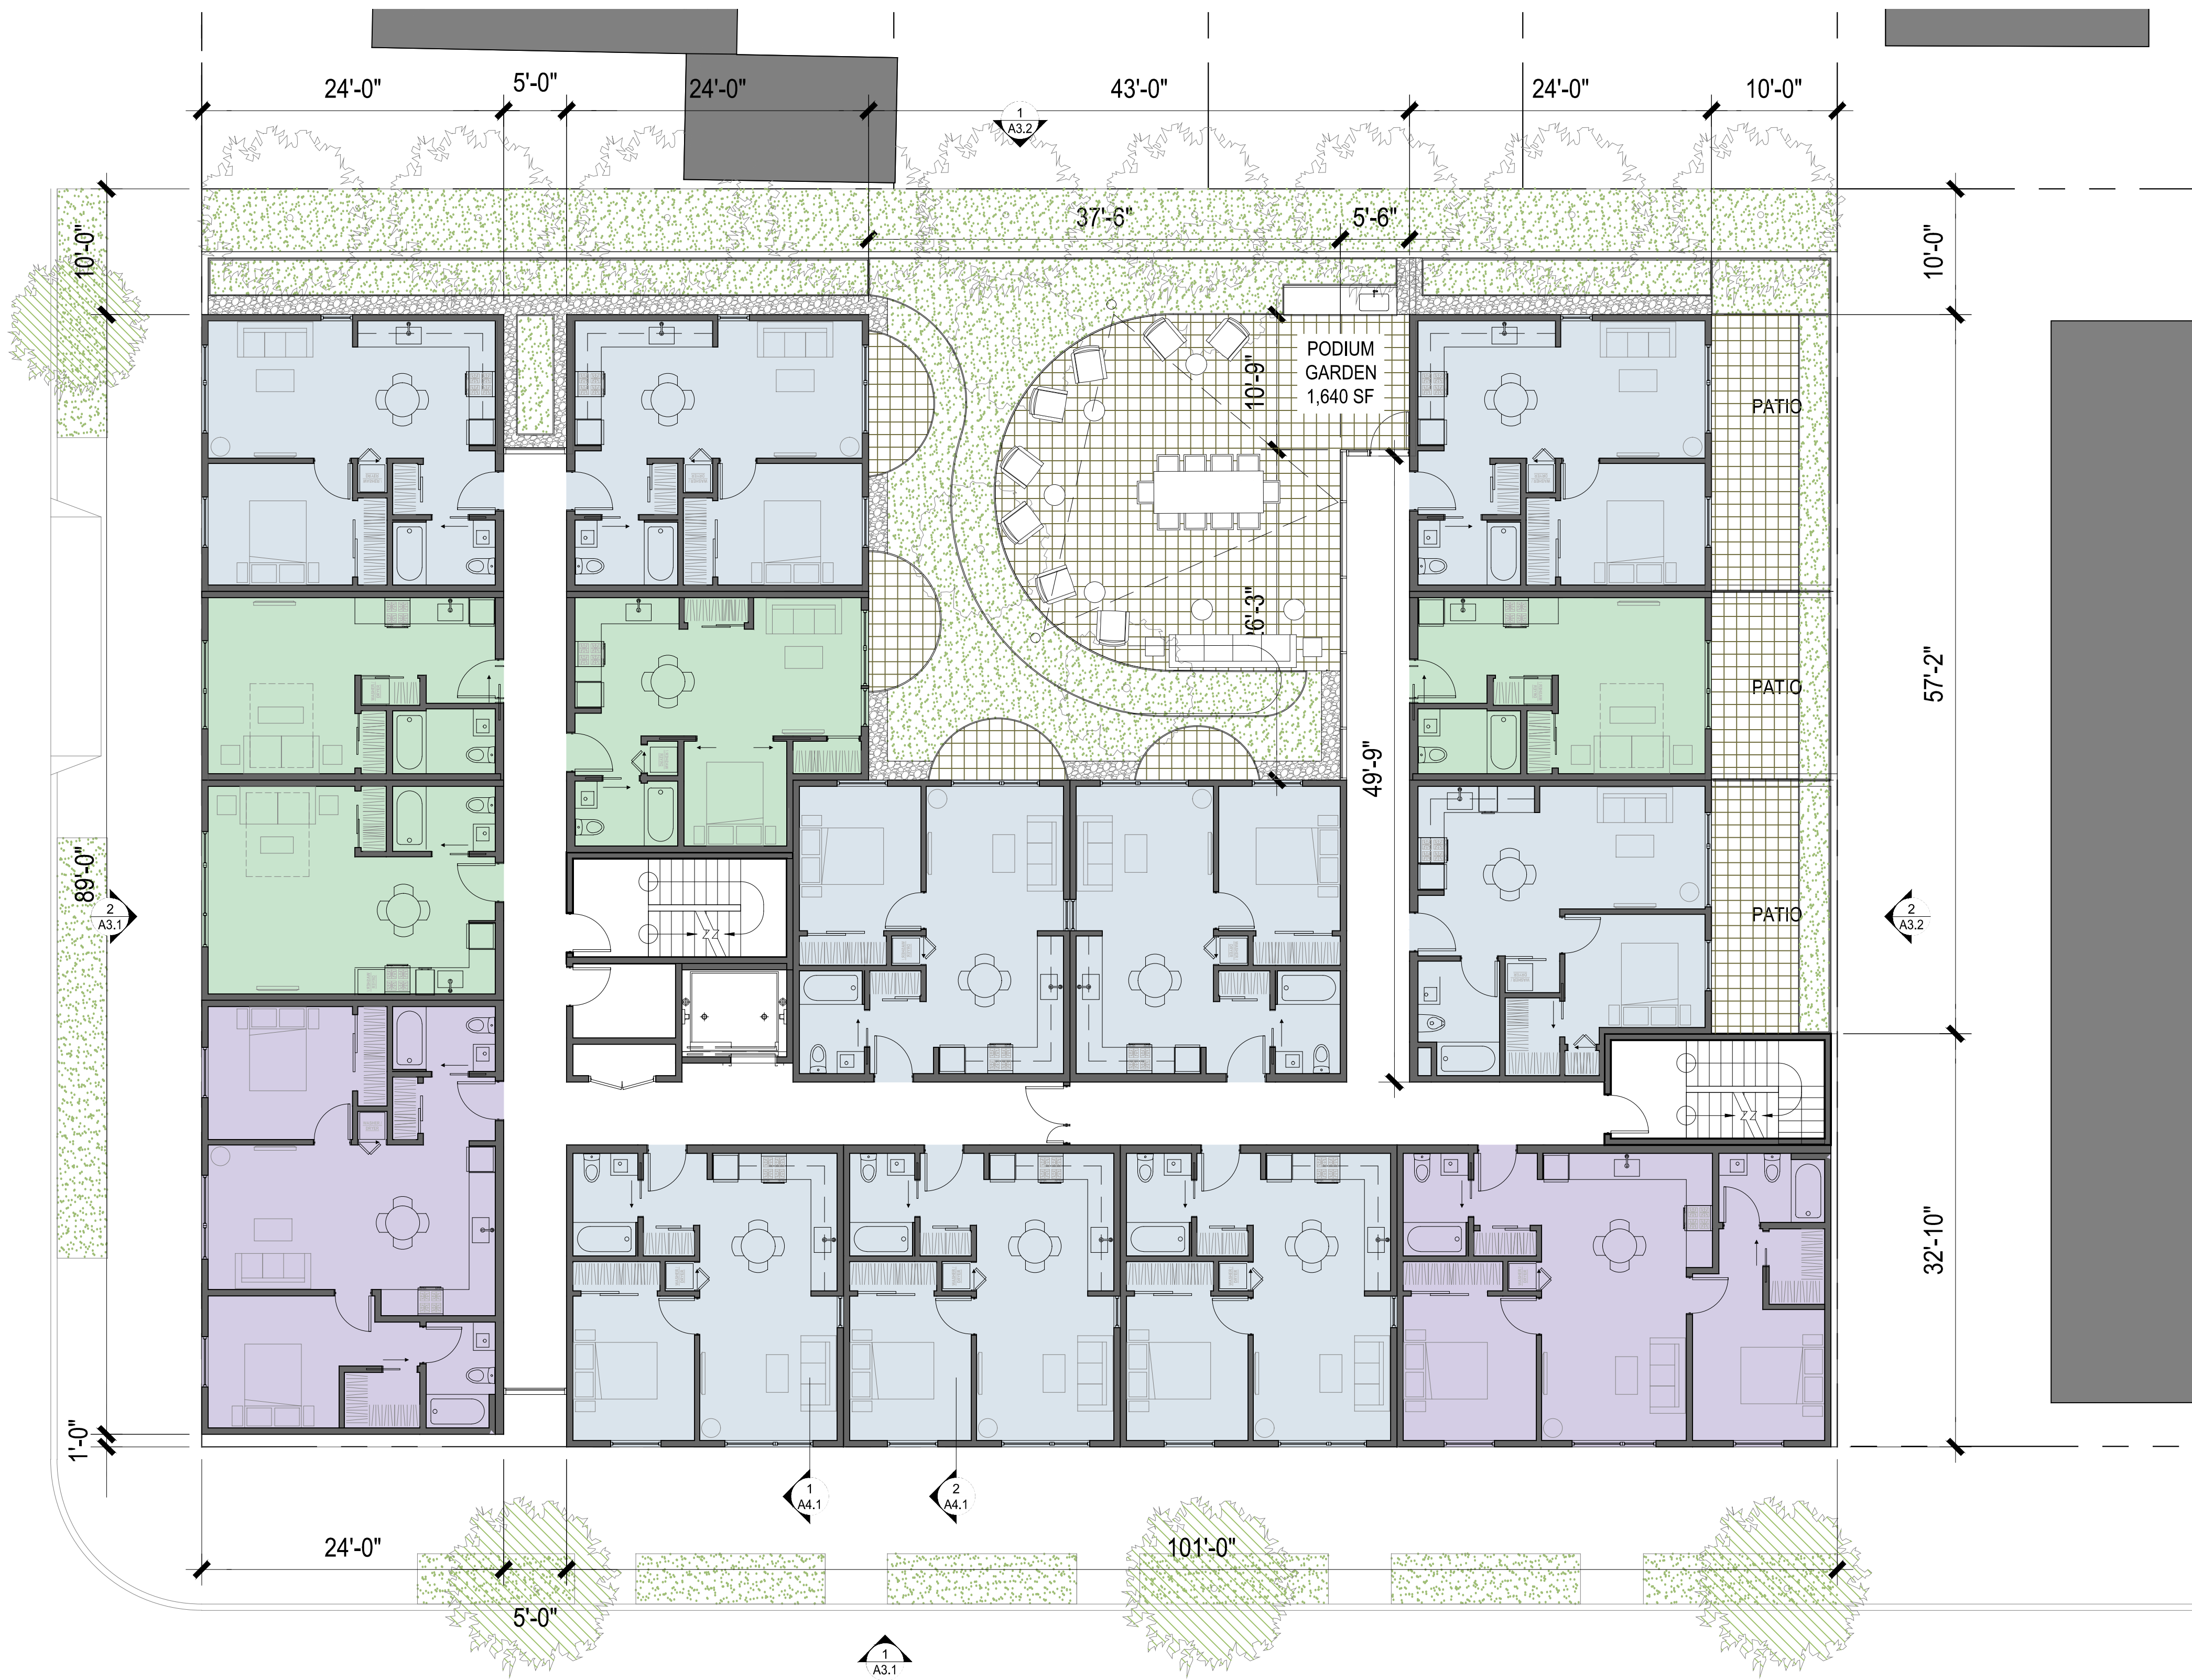 24'-0"
5'-0"
24'-0"
43'-0"
24'-0"
10'-0"
1
A3.2
37'-6"
5'-6"
10'-0"
10'-0"
PODIUM
GARDEN
1,640 SF
10'-9"
PATIO
26'-3"
PATIO
57'-2"
49'-9"
89'-0"
2
A3.1
PATIO
2
A3.2
32'-10"
1'-0"
1
A4.1
2
A4.1
24'-0"
101'-0"
5'-0"
1
A3.1